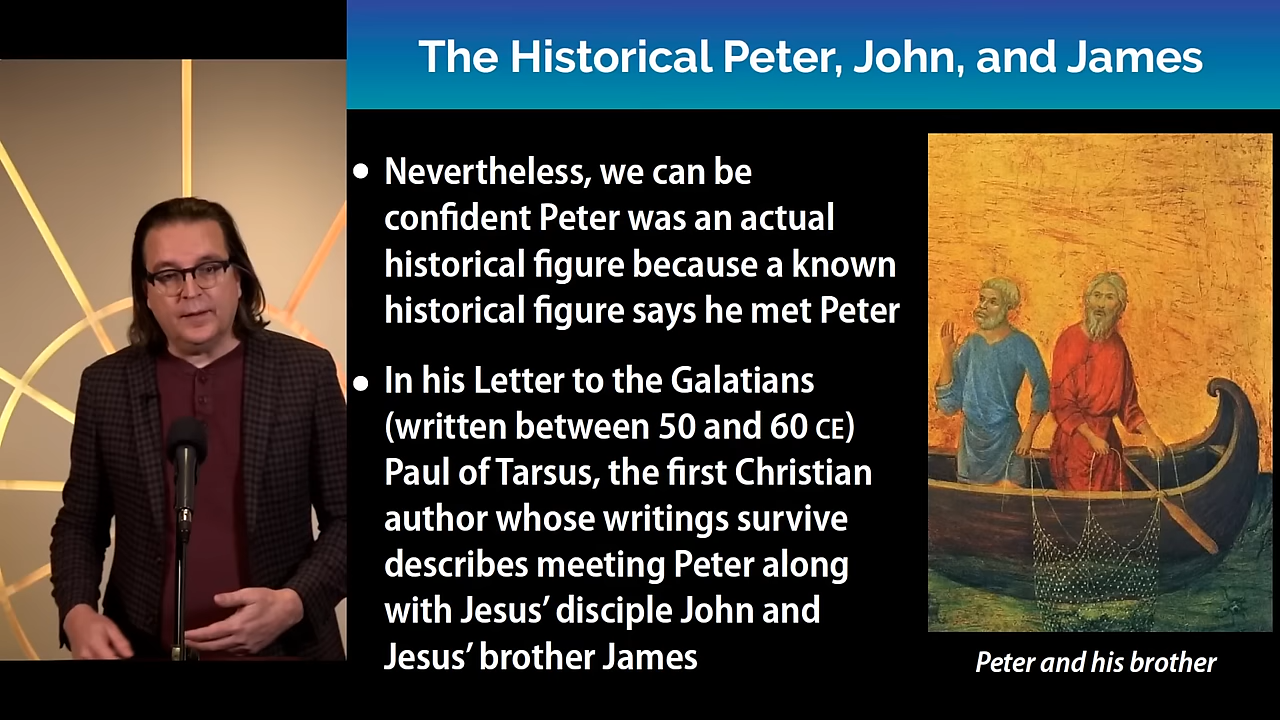 The Historical Peter, John, and James
• Nevertheless, we can be
confident Peter was an actual
historical figure because a known
historical figure says he met Peter
• In his Letter to the Galatians
(written between 50 and 60 CE)
Paul of Tarsus, the first Christian
author whose writings survive
describes meeting Peter along
with Jesus’ disciple John and
Jesus’ brother James
Peter and his brother